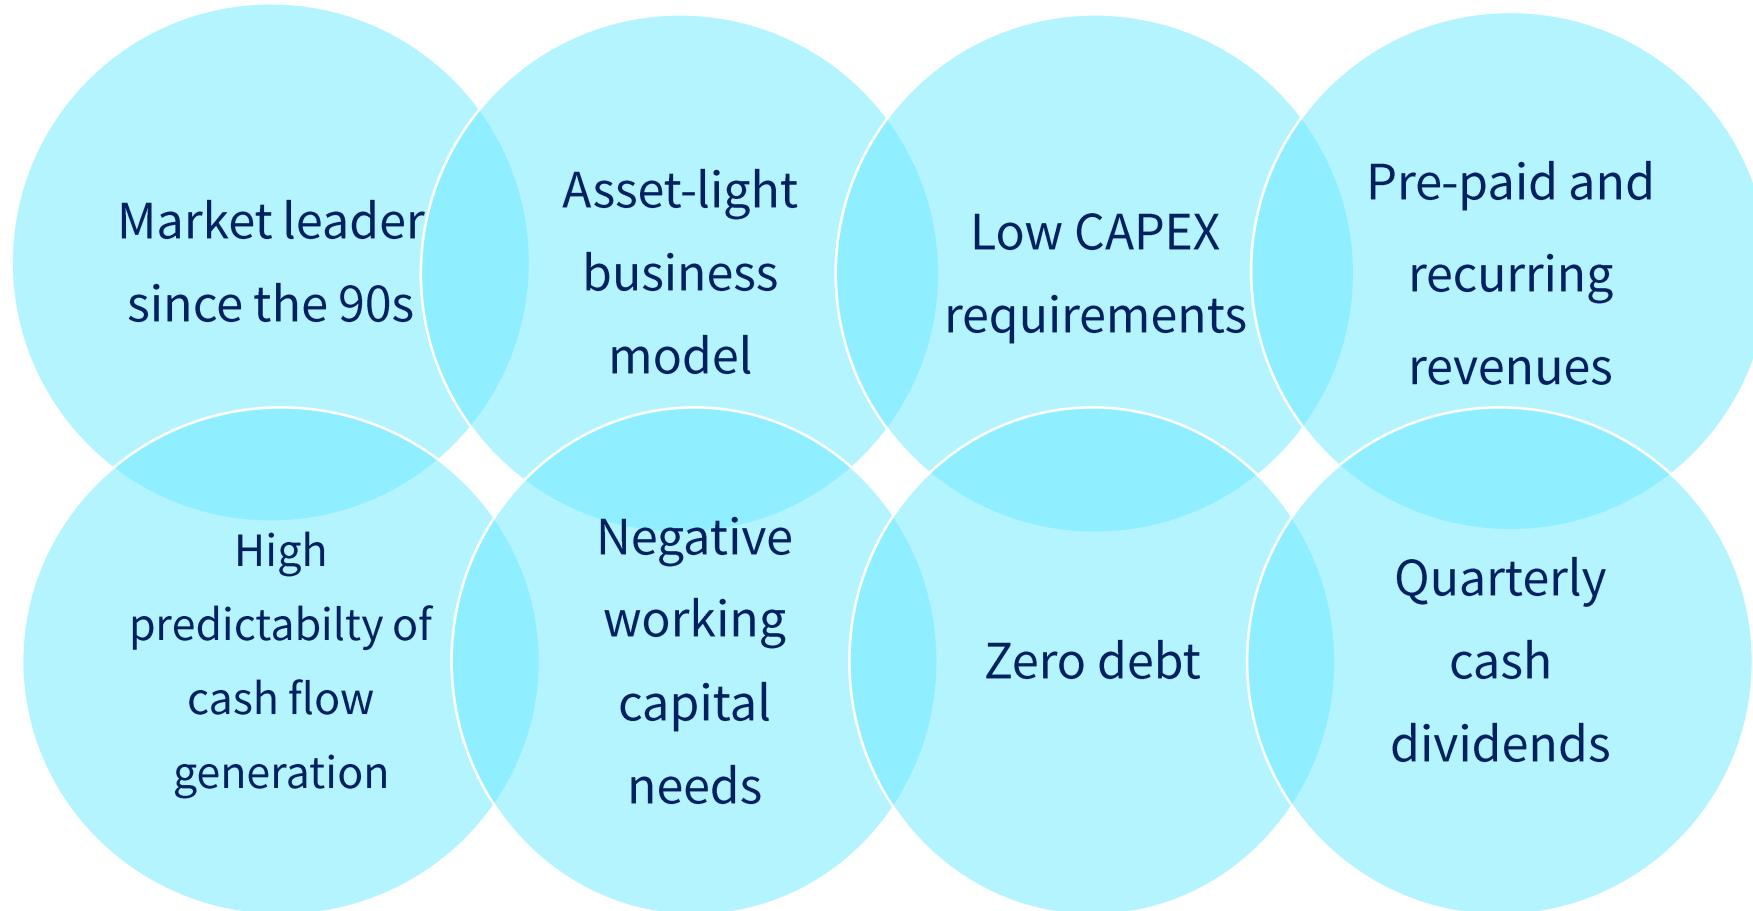 Market leader
since the 90s
Asset-light
business
model
Low CAPEX
requirements
Pre-paid and
recurring
revenues
High
predictabilty of
cash flow
generation
Negative
working
capital
needs
Zero debt
Quarterly
cash
dividends